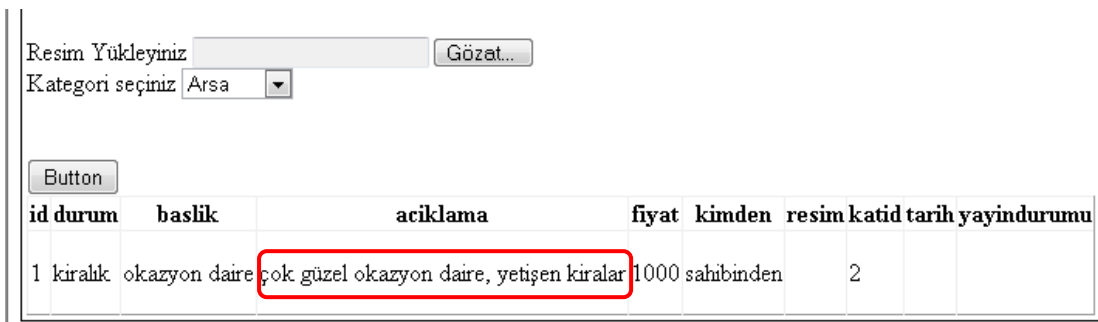 Resim Yükleyiniz Gözat...
Kategori seçiniz Arsa
Button
id durum baslik aciklama fiyat kimden resim katid tarih yayindurumu
1 kiralık okazyon daire çok güzel okazyon daire, yetişen kiralar 1000 sahibinden 2